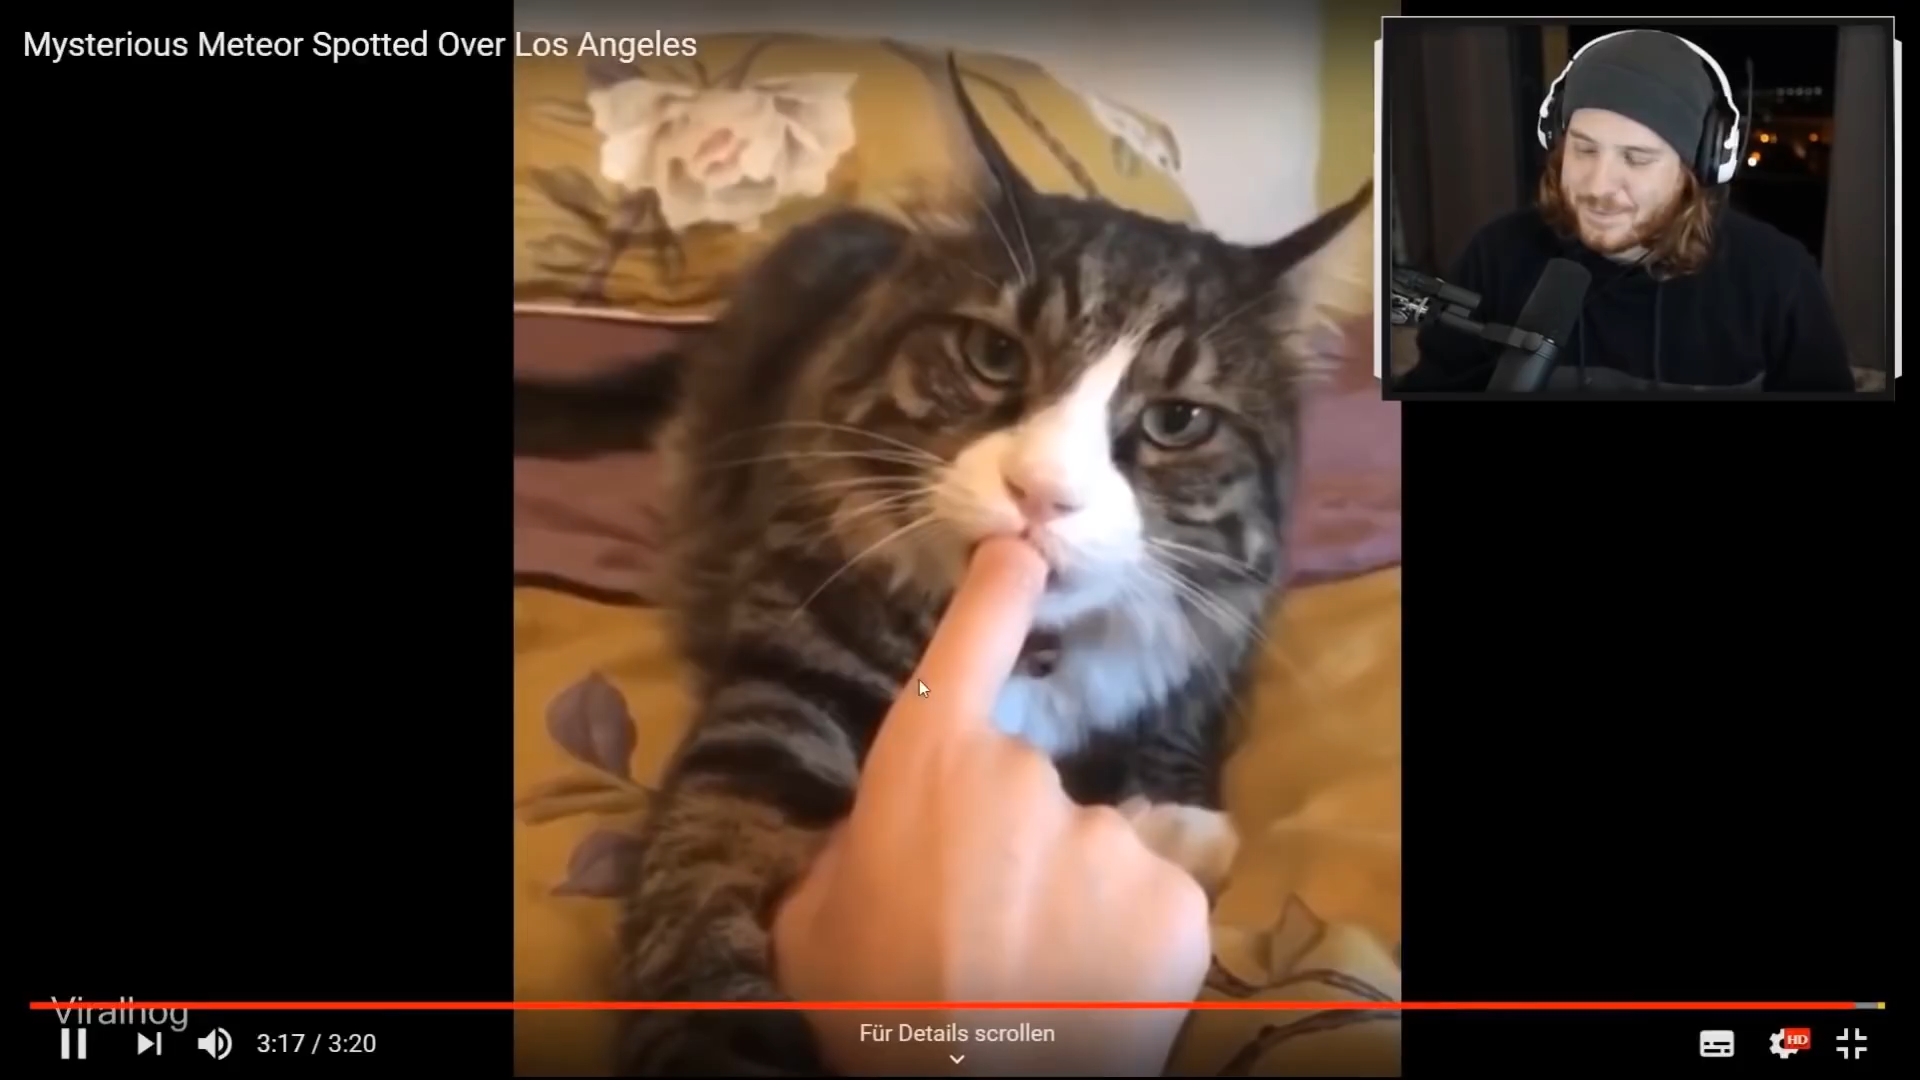 Mysterious Meteor Spotted Over Los Angeles
Viralhog
3:17 / 3:20
Für Details scrollen
HD